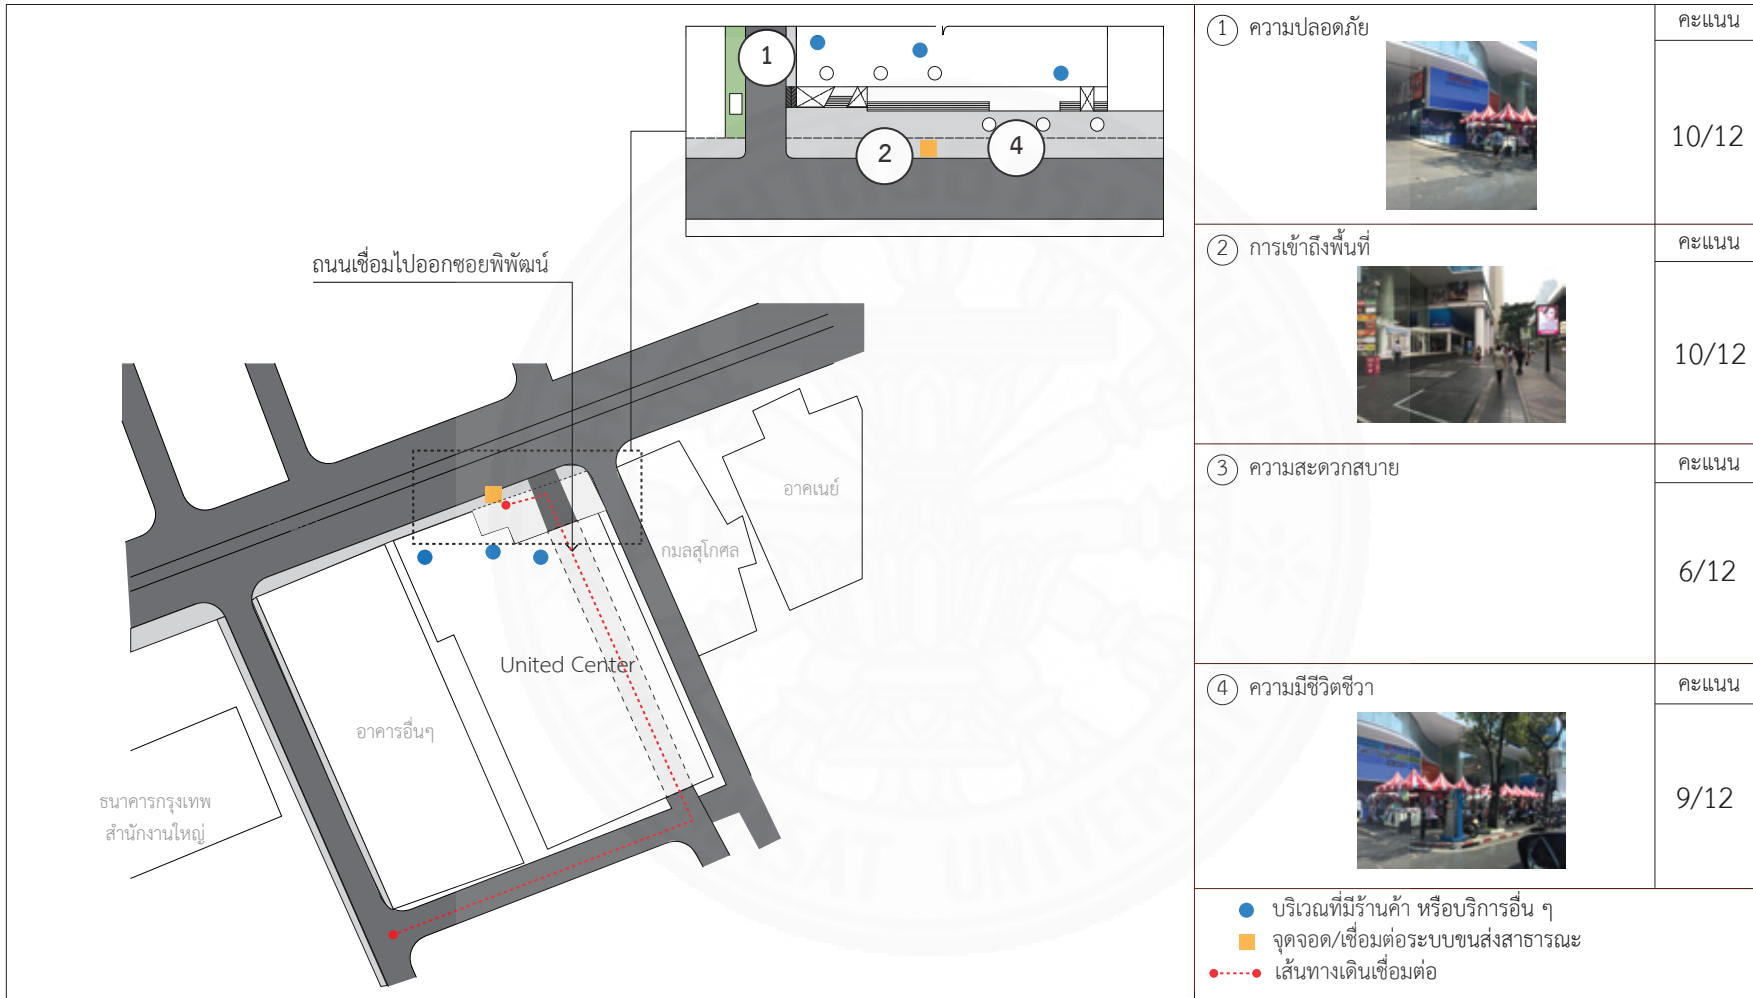 1
2
4
ถนนเชื่อมไปออกซอยพิพัฒน์
อาคเนย์
กมลสุโกศล
United Center
อาคารอื่นๆ
ธนาคารกรุงเทพ
สำนักงานใหญ่
1 ความปลอดภัย
คะแนน
10/12
2 การเข้าถึงพื้นที่
คะแนน
10/12
3 ความสะดวกสบาย
คะแนน
6/12
4 ความมีชีวิตชีวา
คะแนน
9/12
บริเวณที่มีร้านค้า หรือบริการอื่น ๆ
จุดจอด/เชื่อมต่อระบบขนส่งสาธารณะ
เส้นทางเดินเชื่อมต่อ